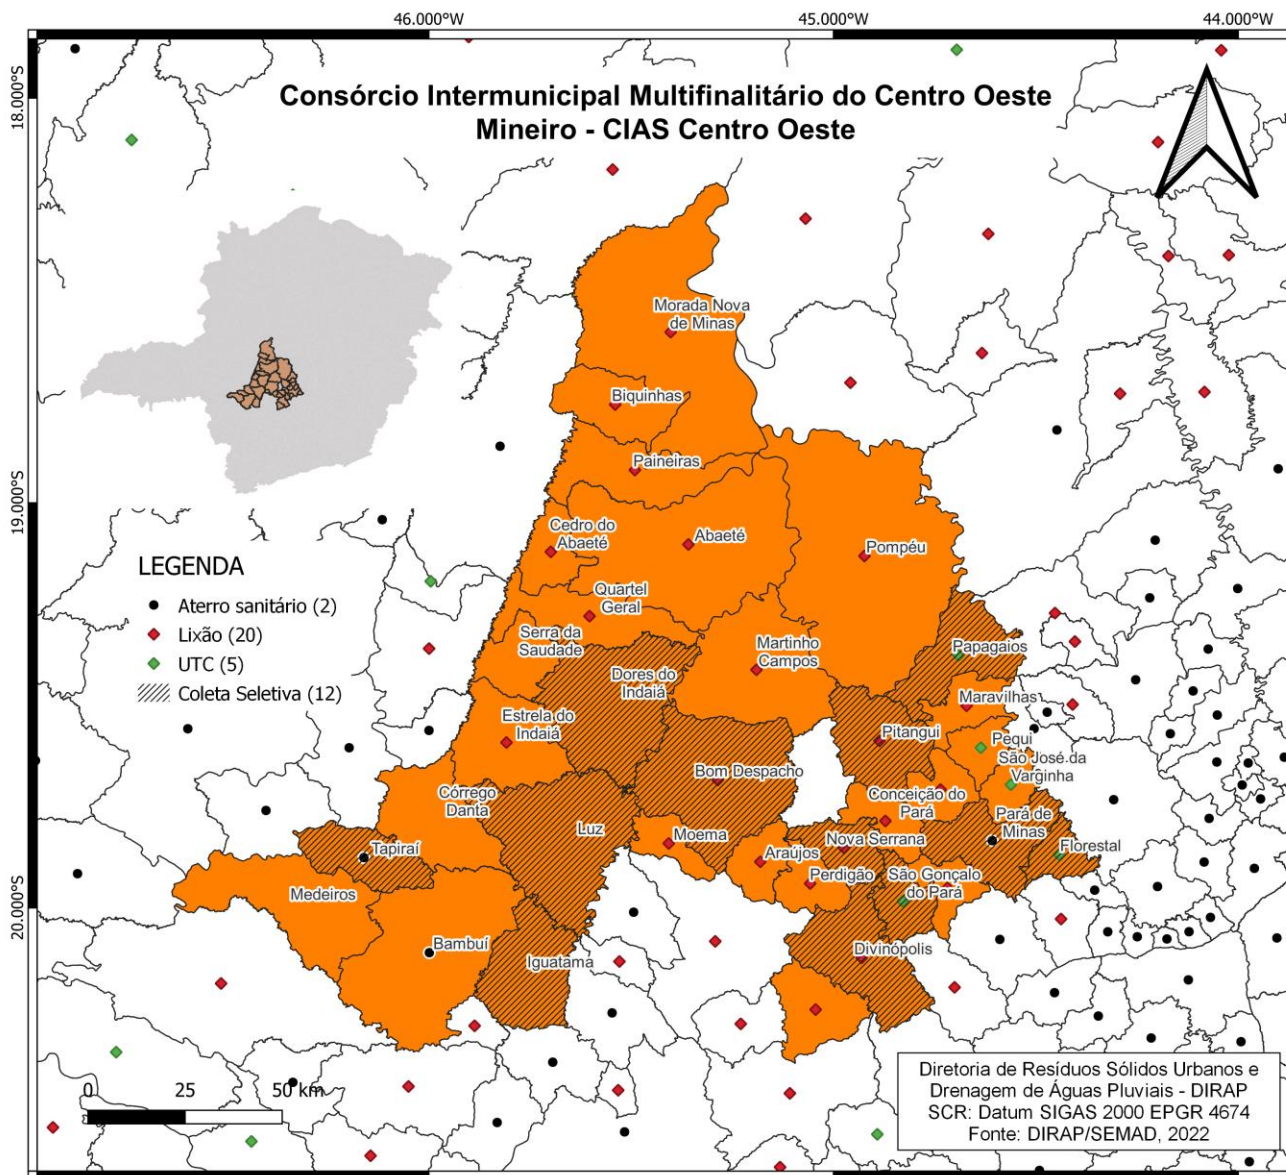 46.000°W
45.000°W
44.000°W
18.000°S
19.000°S
20.000°S
Consórcio Intermunicipal Multifinalitário do Centro Oeste
Mineiro - CIAS Centro Oeste
Morada Nova
de Minas
Biquinhas
Paineiras
Cedro do
Abaeté
Abaeté
Pompéu
Quartel
Geral
Serra da
Saudade
Martinho
Campos
Papagaios
Dores do
Indaiá
Maravilhas
Estrela do
Indaiá
Pitangui
Pequi
São José da
Varginha
Bom Despacho
Córrego
Danta
Conceição do
Pará
Luz
Moema
Nova Serrana
Pará de
Minas
Tapiraí
Araújos
Florestal
Medeiros
Perdigão
São Gonçalo
do Pará
Bambuí
Iguatama
Divinópolis
LEGENDA
Aterro sanitário (2)
Lixão (20)
UTC (5)
Coleta Seletiva (12)
0 25 50 km
Diretoria de Resíduos Sólidos Urbanos e
Drenagem de Águas Pluviais - DIRAP
SCR: Datum SIGAS 2000 EPGR 4674
Fonte: DIRAP/SEMAD, 2022